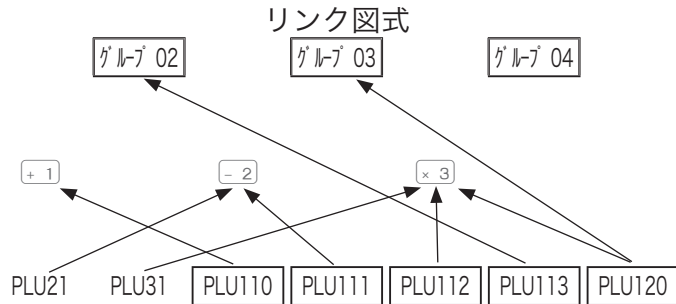 リンク図式
ｸﾞﾙｰﾌﾟ 02 ｸﾞﾙｰﾌﾟ 03 ｸﾞﾙｰﾌﾟ 04
+ 1 - 2 × 3
PLU21 PLU31 PLU110 PLU111 PLU112 PLU113 PLU120